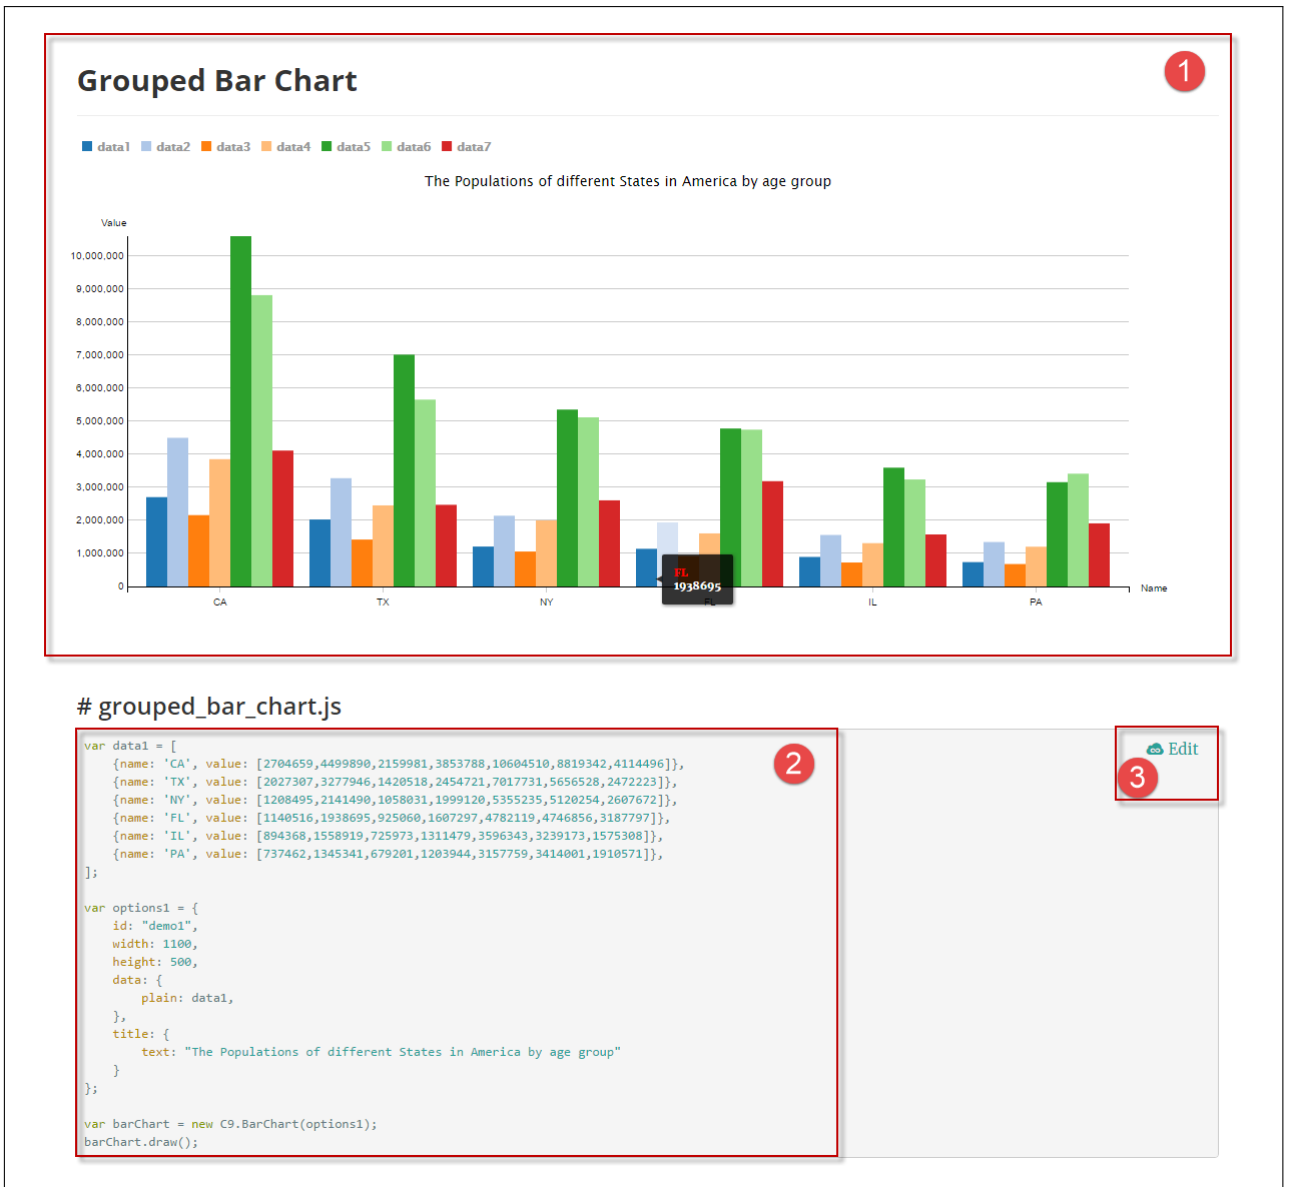 Grouped Bar Chart
1
data1 data2 data3 data4 data5 data6 data7
The Populations of different States in America by age group
Value
10,000,000
9,000,000
8,000,000
7,000,000
6,000,000
5,000,000
4,000,000
3,000,000
2,000,000
1,000,000
0
FL
1938695
Name
CA TX NY FL IL PA
# grouped_bar_chart.js
var data1 = [
{name: 'CA', value: [2704659,4499890,2159981,3853788,10604510,8819342,4114496]},
{name: 'TX', value: [2027307,3277946,1420518,2454721,7017731,5656528,2472223]},
{name: 'NY', value: [1208495,2141490,1058031,1999120,5355235,5120254,2607672]},
{name: 'FL', value: [1140516,1938695,925060,1607297,4782119,4746856,3187797]},
{name: 'IL', value: [894368,1558919,725973,1311479,3596343,3239173,1575308]},
{name: 'PA', value: [737462,1345341,679201,1203944,3157759,3414001,1910571]},
];
var options1 = {
id: "demo1",
width: 1100,
height: 500,
data: {
plain: data1,
},
title: {
text: "The Populations of different States in America by age group"
}
};
var barChart = new C9.BarChart(options1);
barChart.draw();
2
Edit
3